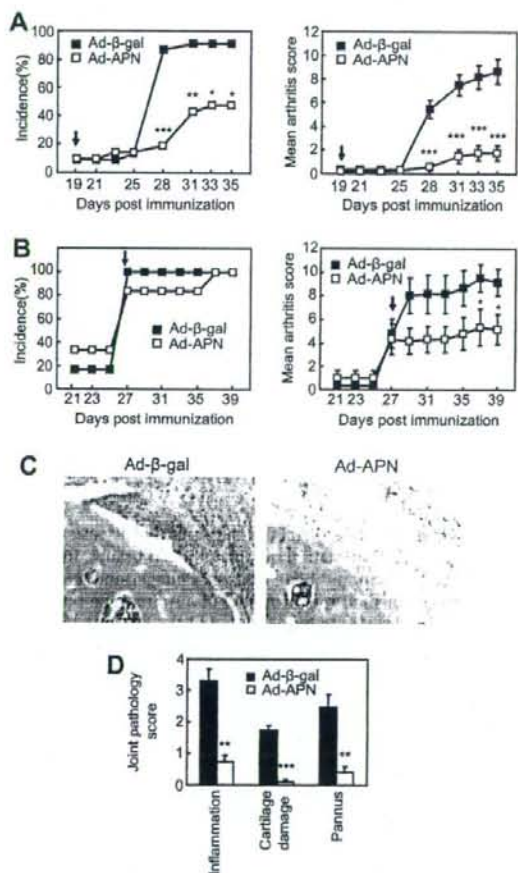 A
Incidence(%)
100
80
60
40
20
0
Ad-β-gal
Ad-APN
***
**
*
*
19 21 25 28 31 33 35
Days post immunization
Mean arthritis score
10
8
6
4
2
0
Ad-β-gal
Ad-APN
***
***
***
***
19 21 25 28 31 33 35
Days post immunization
B
Incidence(%)
100
80
60
40
20
0
Ad-β-gal
Ad-APN
21 23 27 31 35 39
Days post immunization
Mean arthritis score
12
10
8
6
4
2
0
Ad-β-gal
Ad-APN
*
*
21 23 27 31 35 39
Days post immunization
C
Ad-β-gal
Ad-APN
D
Joint pathology
score
4
3
2
1
0
Ad-β-gal
Ad-APN
**
***
**
Inflammation
Cartilage
damage
Pannus